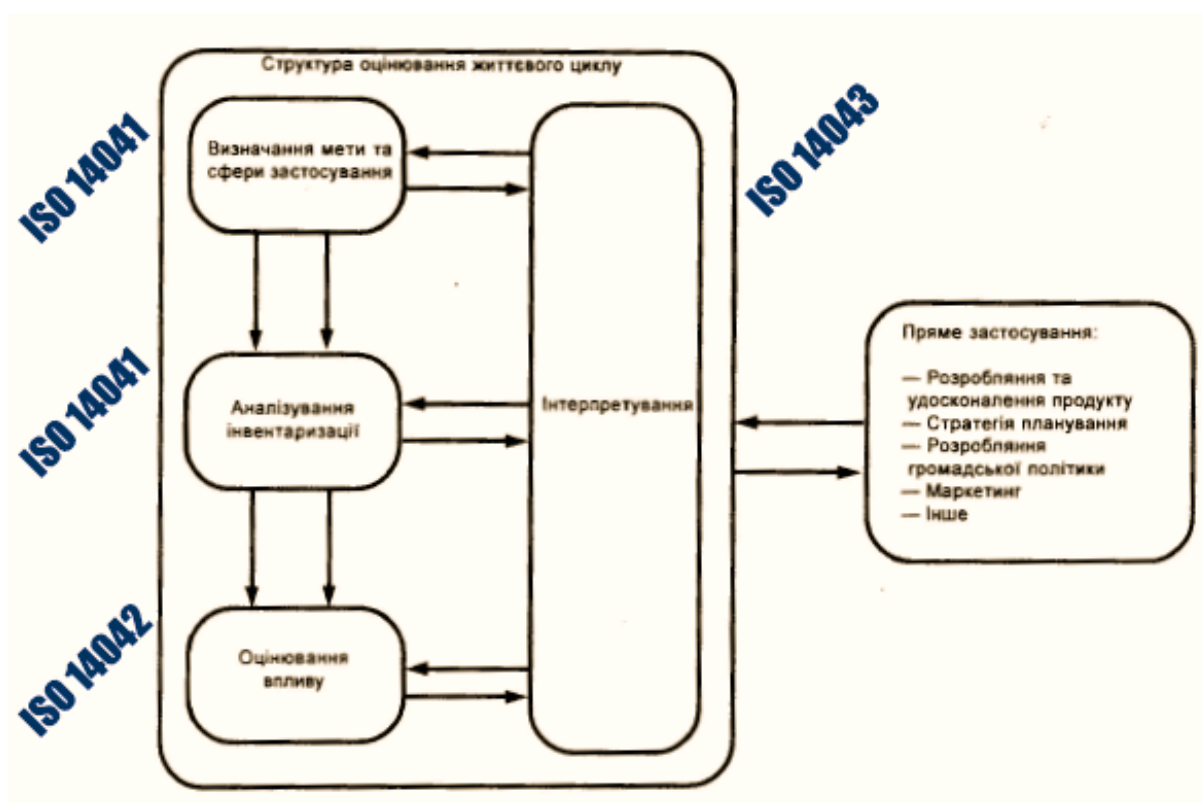 Структура оцінювання життєвого циклу
ISO 14041
Визначання мети та
сфери застосування
ISO 14043
ISO 14041
Аналізування
інвентаризації
Інтерпретування
Пряме застосування:
— Розробляння та
удосконалення продукту
— Стратегія планування
— Розробляння
громадської політики
— Маркетинг
— Інше
ISO 14042
Оцінювання
впливу